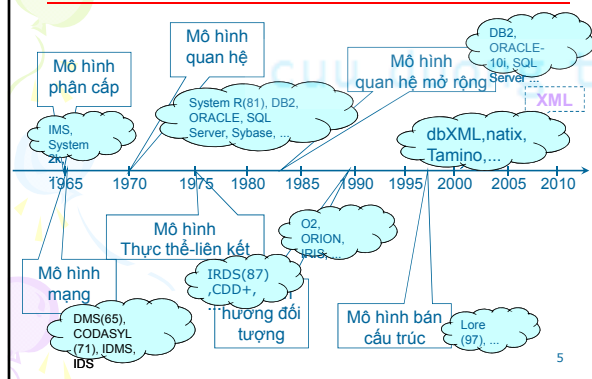 Mô hình
phân cấp
Mô hình
quan hệ
Mô hình
quan hệ mở rộng
DB2,
ORACLE-
10i, SQL
Server ...
XML
IMS,
System
2k,
...
System R(81), DB2,
ORACLE, SQL
Server, Sybase, ...
dbXML,natix,
Tamino,...
1965 1970 1975 1980 1985 1990 1995 2000 2005 2010
Mô hình
Thực thể-liên kết
O2,
ORION,
IRIS, ...
Mô hình
mạng
IRDS(87)
,CDD+,
...
hướng đối
tượng
Mô hình bán
cấu trúc
DMS(65),
CODASYL
(71), IDMS,
IDS
Lore
(97), ...
5